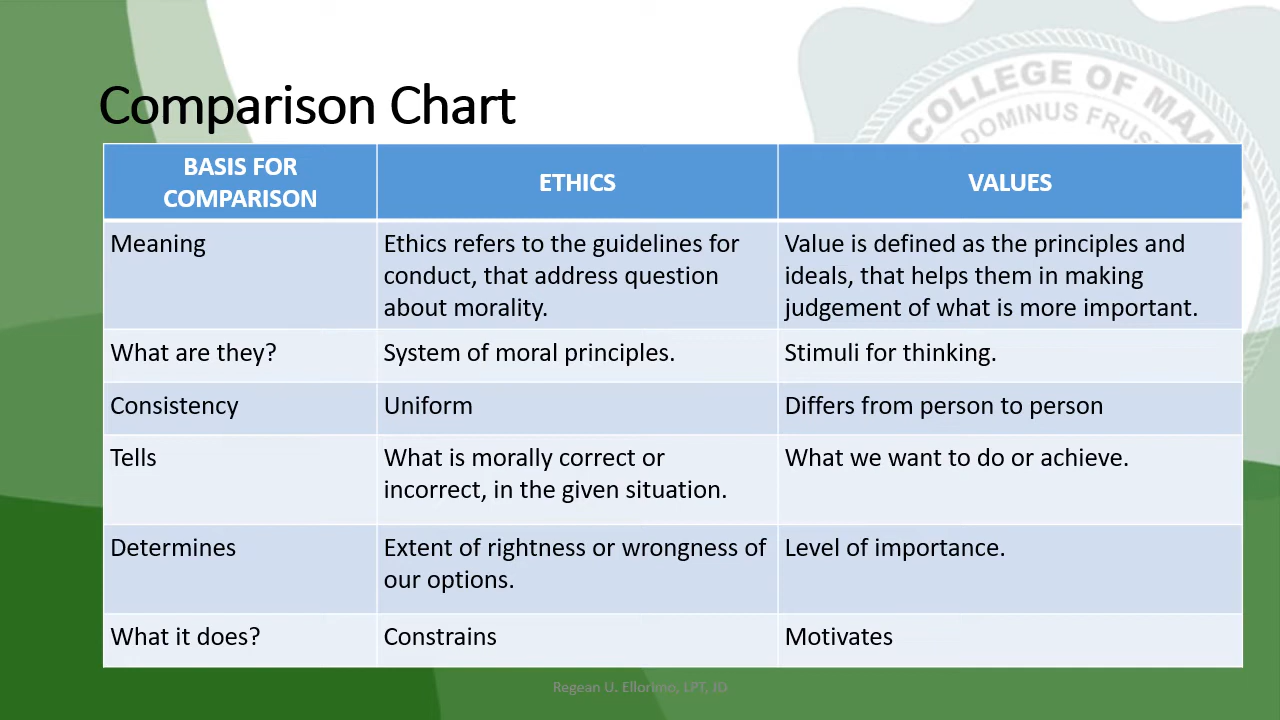 COLLEGE OF MAA
DOMINUS
Comparison Chart
BASIS FOR
COMPARISON
ETHICS
VALUES
Meaning
Ethics refers to the guidelines for
conduct, that address question
about morality.
Value is defined as the principles and
ideals, that helps them in making
judgement of what is more important.
What are they?
System of moral principles.
Stimuli for thinking.
Consistency
Uniform
Differs from person to person
Tells
What is morally correct or
incorrect, in the given situation.
What we want to do or achieve.
Determines
Extent of rightness or wrongness of
our options.
Level of importance.
What it does?
Constrains
Motivates
Regean U. Ellorimo, LPT, JD